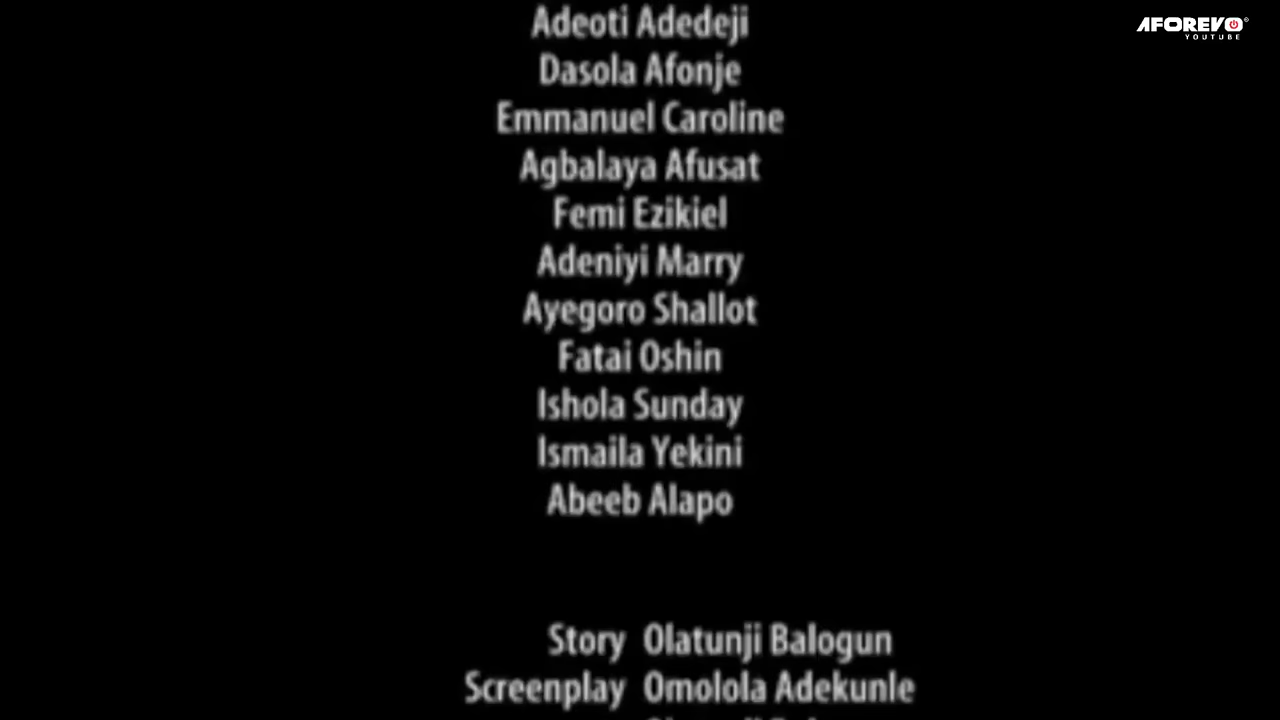 AFOREVO
YOUTUBE
Adeoti Adedeji
Dasola Afonje
Emmanuel Caroline
Agbalaya Afusat
Femi Ezikiel
Adeniyi Marry
Ayegoro Shallot
Fatai Oshin
Ishola Sunday
Ismaila Yekini
Abeeb Alapo
Story Olatunji Balogun
Screenplay Omolola Adekunle